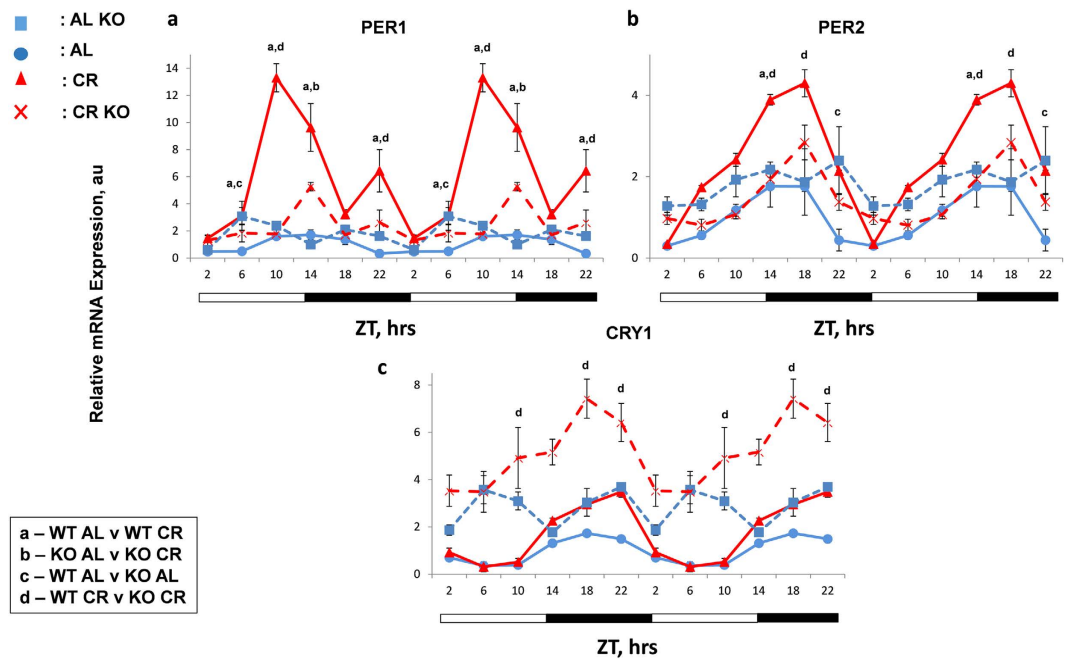 : AL KO
: AL
: CR
: CR KO
Relative mRNA Expression, au
a – WT AL v WT CR
b – KO AL v KO CR
c – WT AL v KO AL
d – WT CR v KO CR
a
PER1
14
12
10
8
6
4
2
0
a,c
a,d
a,b
a,d
a,c
a,d
a,b
a,d
2 6 10 14 18 22 2 6 10 14 18 22
ZT, hrs
b
PER2
4
2
0
a,d
d
c
a,d
d
c
2 6 10 14 18 22 2 6 10 14 18 22
ZT, hrs
c
CRY1
8
6
4
2
0
d
d
d
d
d
d
2 6 10 14 18 22 2 6 10 14 18 22
ZT, hrs